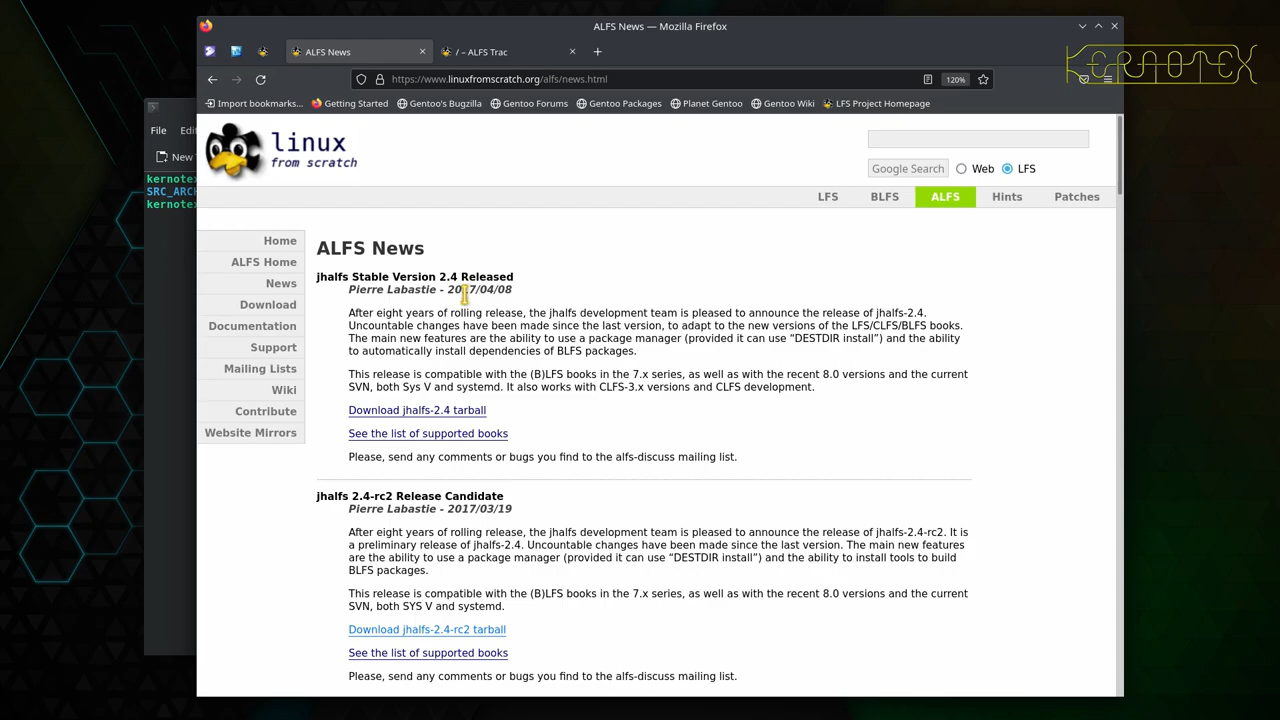 ALFS News — Mozilla Firefox
ALFS News
/ – ALFS Trac
KERNOTEX
https://www.linuxfromscratch.org/alfs/news.html
120%
Import bookmarks...
Getting Started
Gentoo's Bugzilla
Gentoo Forums
Gentoo Packages
Planet Gentoo
Gentoo Wiki
LFS Project Homepage
File
Edi
New
kernotex
SRC_ARCH
kernotex
linux
from scratch
Google Search
Web
LFS
LFS
BLFS
ALFS
Hints
Patches
Home
ALFS Home
News
Download
Documentation
Support
Mailing Lists
Wiki
Contribute
Website Mirrors
ALFS News
jhalfs Stable Version 2.4 Released
Pierre Labastie - 2017/04/08
After eight years of rolling release, the jhalfs development team is pleased to announce the release of jhalfs-2.4.
Uncountable changes have been made since the last version, to adapt to the new versions of the LFS/CLFS/BLFS books.
The main new features are the ability to use a package manager (provided it can use “DESTDIR install”) and the ability
to automatically install dependencies of BLFS packages.
This release is compatible with the (B)LFS books in the 7.x series, as well as with the recent 8.0 versions and the current
SVN, both Sys V and systemd. It also works with CLFS-3.x versions and CLFS development.
Download jhalfs-2.4 tarball
See the list of supported books
Please, send any comments or bugs you find to the alfs-discuss mailing list.
jhalfs 2.4-rc2 Release Candidate
Pierre Labastie - 2017/03/19
After eight years of rolling release, the jhalfs development team is pleased to announce the release of jhalfs-2.4-rc2. It is
a preliminary release of jhalfs-2.4. Uncountable changes have been made since the last version. The main new features
are the ability to use a package manager (provided it can use “DESTDIR install”) and the ability to install tools to build
BLFS packages.
This release is compatible with the (B)LFS books in the 7.x series, as well as with the recent 8.0 versions and the current
SVN, both SYS V and systemd.
Download jhalfs-2.4-rc2 tarball
See the list of supported books
Please, send any comments or bugs you find to the alfs-discuss mailing list.